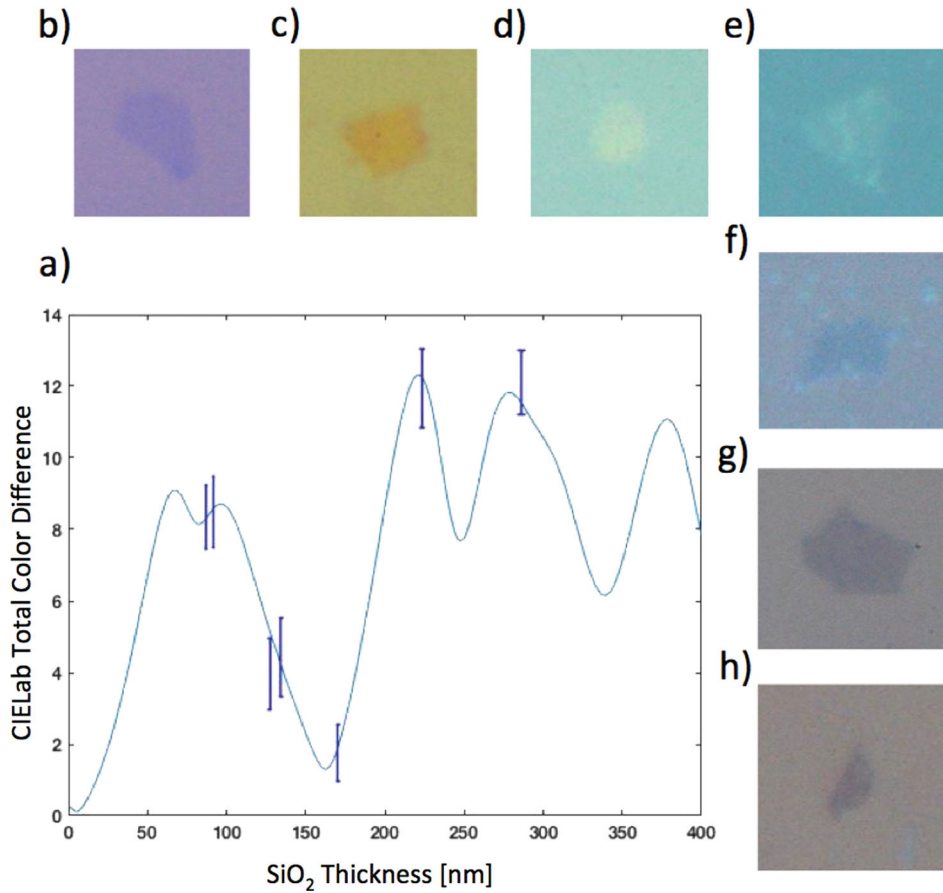 b)
c)
d)
e)
f)
a)
14
12
10
8
6
4
2
0
CIELab Total Color Difference
g)
h)
0 50 100 150 200 250 300 350 400
SiO₂ Thickness [nm]